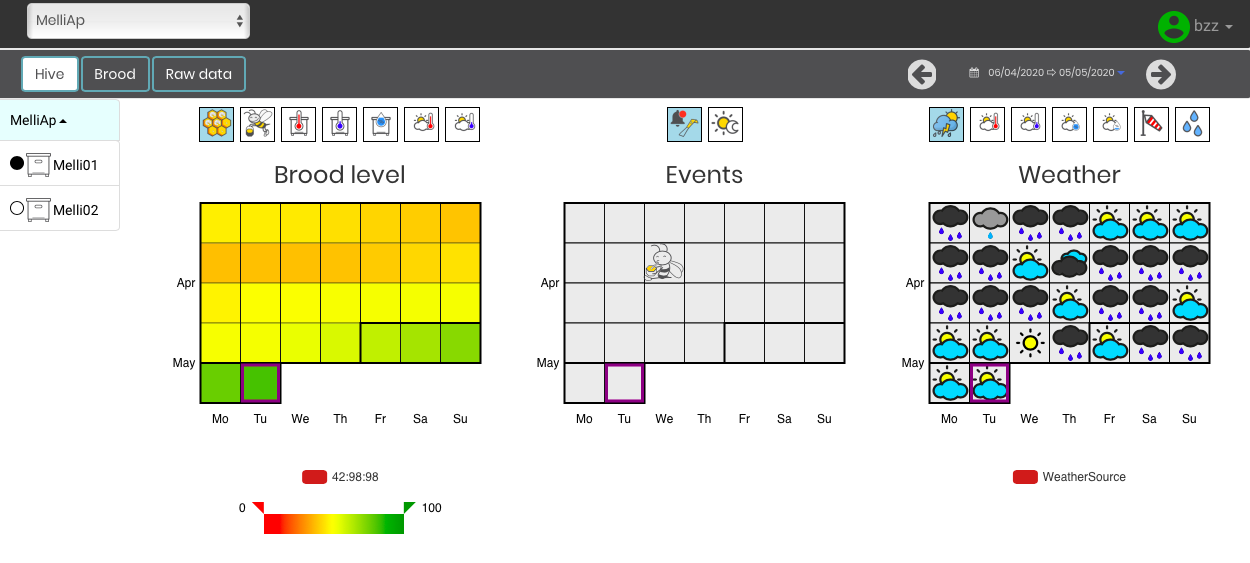 MelliAp
bzz
Hive Brood Raw data
06/04/2020 ⇨ 05/05/2020
MelliAp
Melli01
Melli02
Brood level
Apr
May
Mo Tu We Th Fr Sa Su
42:98:98
0 100
Events
Apr
May
Mo Tu We Th Fr Sa Su
Weather
Apr
May
Mo Tu We Th Fr Sa Su
WeatherSource